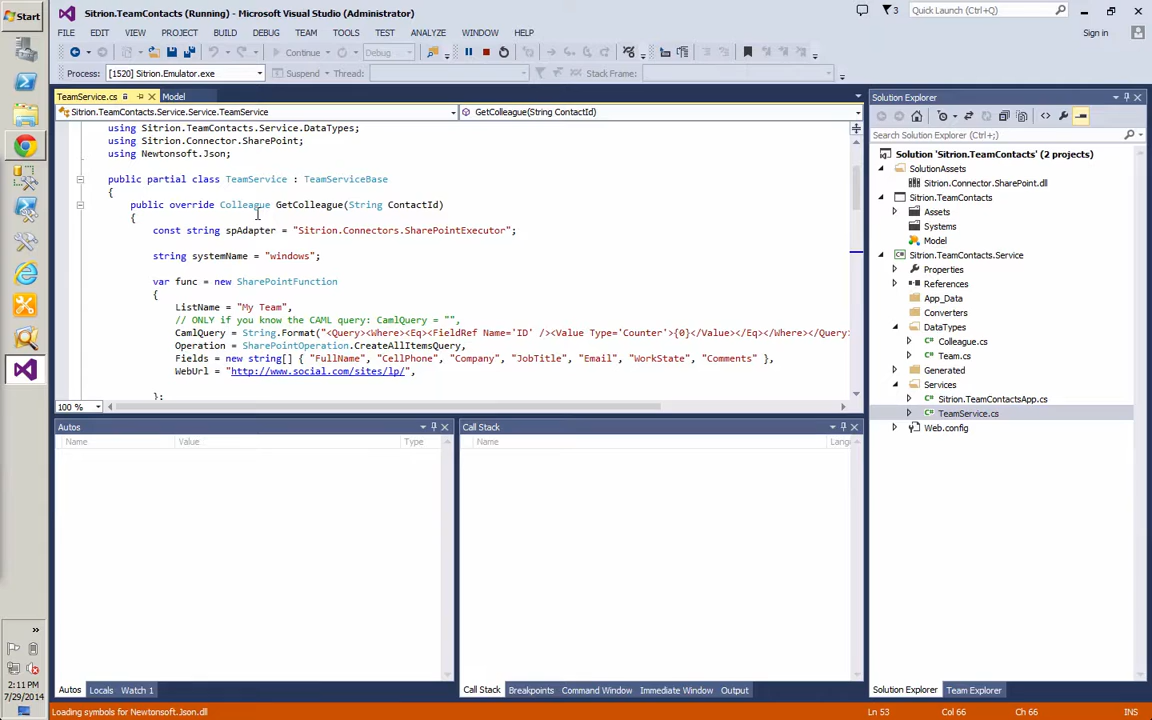 Start
Sitrion.TeamContacts (Running) - Microsoft Visual Studio (Administrator)
3
Quick Launch (Ctrl+Q)
FILE EDIT VIEW PROJECT BUILD DEBUG TEAM TOOLS TEST ANALYZE WINDOW HELP
Sign in
Continue
Debug
Process: [1520] Sitrion.Emulator.exe
Suspend
Thread:
Stack Frame:
TeamService.cs
Model
Sitrion.TeamContacts.Service.Service.TeamService
GetColleague(String ContactId)
using Sitrion.TeamContacts.Service.DataTypes;
using Sitrion.Connector.SharePoint;
using Newtonsoft.Json;
public partial class TeamService : TeamServiceBase
{
public override Colleague GetColleague(String ContactId)
{
const string spAdapter = "Sitrion.Connectors.SharePointExecutor";
string systemName = "windows";
var func = new SharePointFunction
{
ListName = "My Team",
// ONLY if you know the CAML query: CamlQuery = "",
CamlQuery = String.Format("<Query><Where><Eq><FieldRef Name='ID' /><Value Type='Counter'>{0}</Value></Eq></Where></Query>
Operation = SharePointOperation.CreateAllItemsQuery,
Fields = new string[] { "FullName", "CellPhone", "Company", "JobTitle", "Email", "WorkState", "Comments" },
WebUrl = "http://www.social.com/sites/lp/",
};
100 %
Autos
Name Value Type
Autos Locals Watch 1
Call Stack
Name Lang
Call Stack Breakpoints Command Window Immediate Window Output
Solution Explorer
Search Solution Explorer (Ctrl+;)
Solution 'Sitrion.TeamContacts' (2 projects)
SolutionAssets
Sitrion.Connector.SharePoint.dll
Sitrion.TeamContacts
Assets
Systems
Model
Sitrion.TeamContacts.Service
Properties
References
App_Data
Converters
DataTypes
Colleague.cs
Team.cs
Generated
Services
Sitrion.TeamContactsApp.cs
TeamService.cs
Web.config
Solution Explorer Team Explorer
2:11 PM
7/29/2014
Loading symbols for Newtonsoft.Json.dll
Ln 53 Col 66 Ch 66 INS